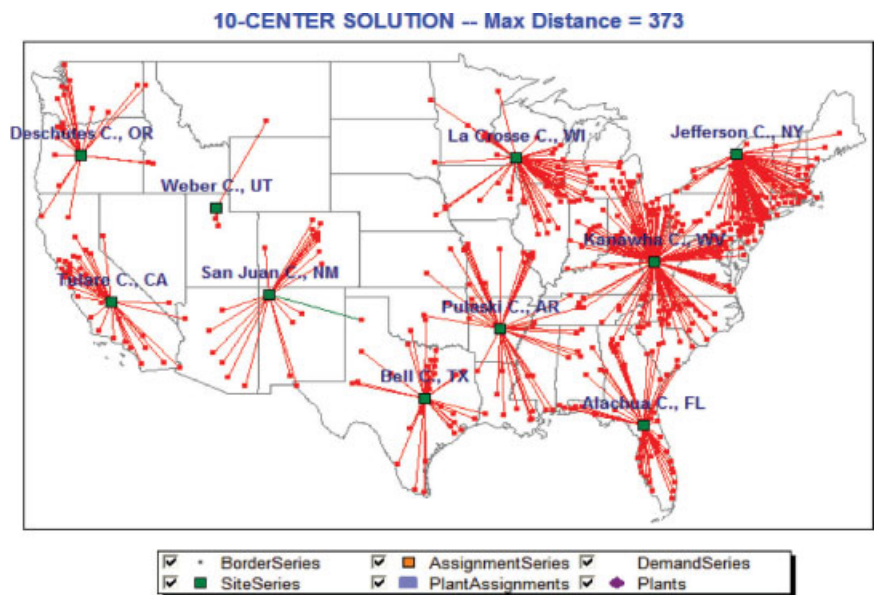 10-CENTER SOLUTION -- Max Distance = 373
Deschutes C., OR
La Crosse C., WI
Jefferson C., NY
Weber C., UT
Kanawha C., WV
Tulare C., CA
San Juan C., NM
Pulaski C., AR
Bell C., TX
Alachua C., FL
BorderSeries AssignmentSeries DemandSeries
SiteSeries PlantAssignments Plants